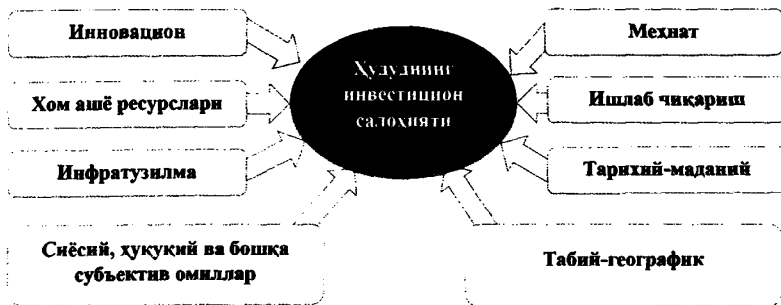 Инновацион
Хом ашё ресурслари
Инфратузилма
Сиёсий, ҳуқуқий ва бошқа
субъектив омиллар
Ҳудуднинг
инвестицион
салоҳияти
Меҳнат
Ишлаб чиқариш
Тарихий-маданий
Табий-географик